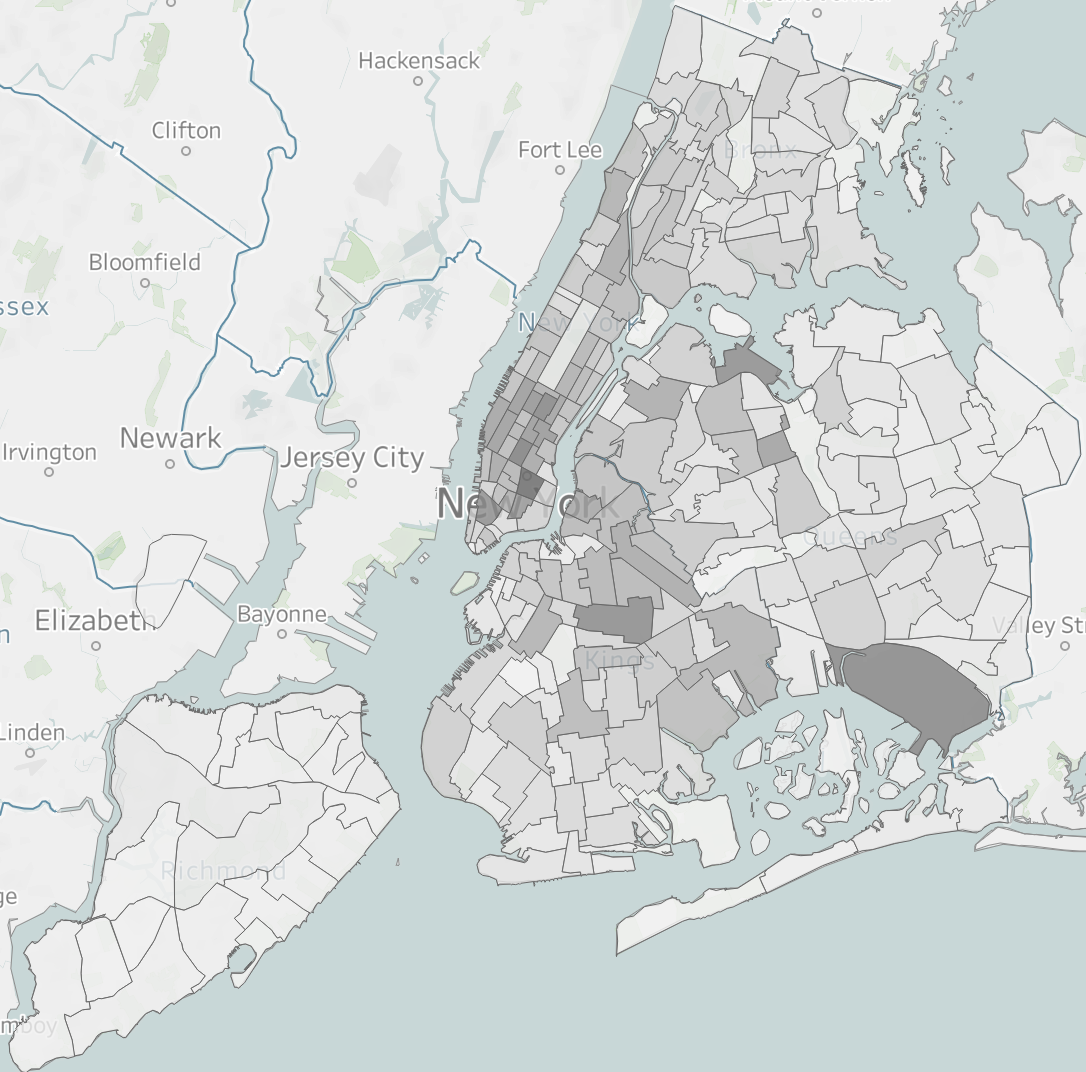 Hackensack
Clifton
Fort Lee
Bronx
Bloomfield
ssex
New York
Irvington
Newark
Jersey City
New York
Queens
Elizabeth
Bayonne
Valley Str
n
Kings
Linden
Richmond
ge
mboy